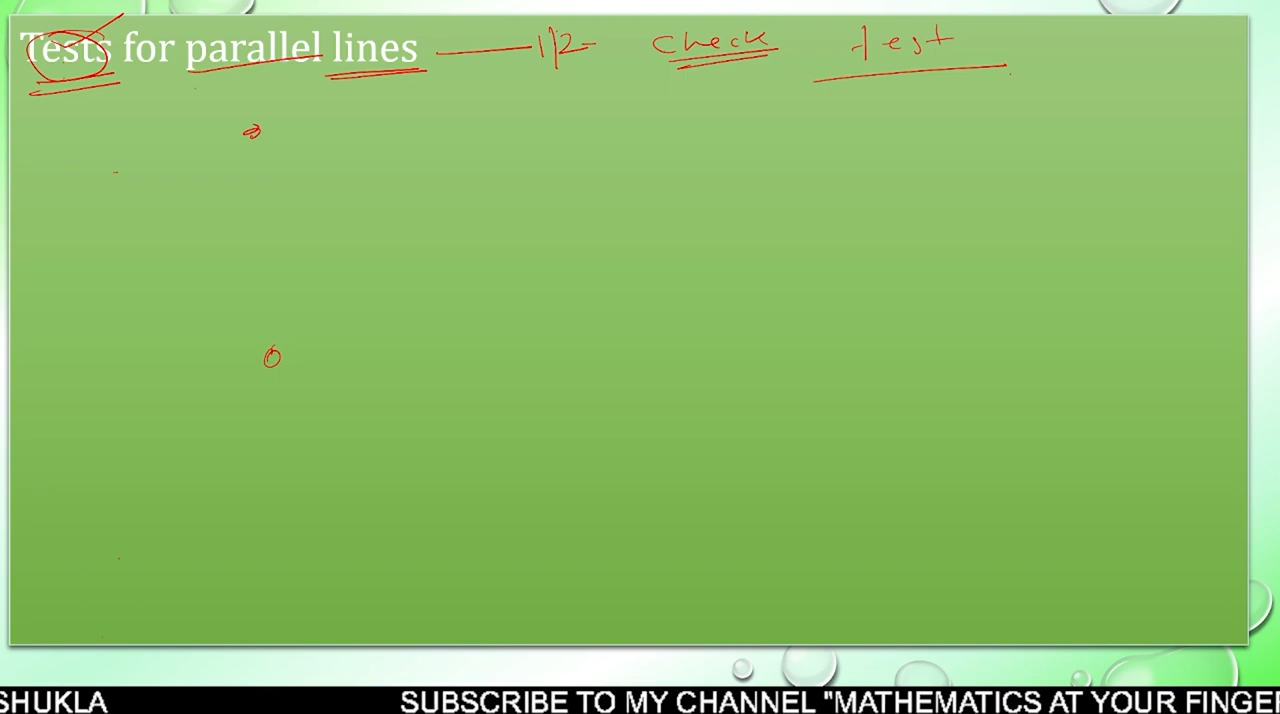 Tests for parallel lines check test
SHUKLA SUBSCRIBE TO MY CHANNEL "MATHEMATICS AT YOUR FINGE